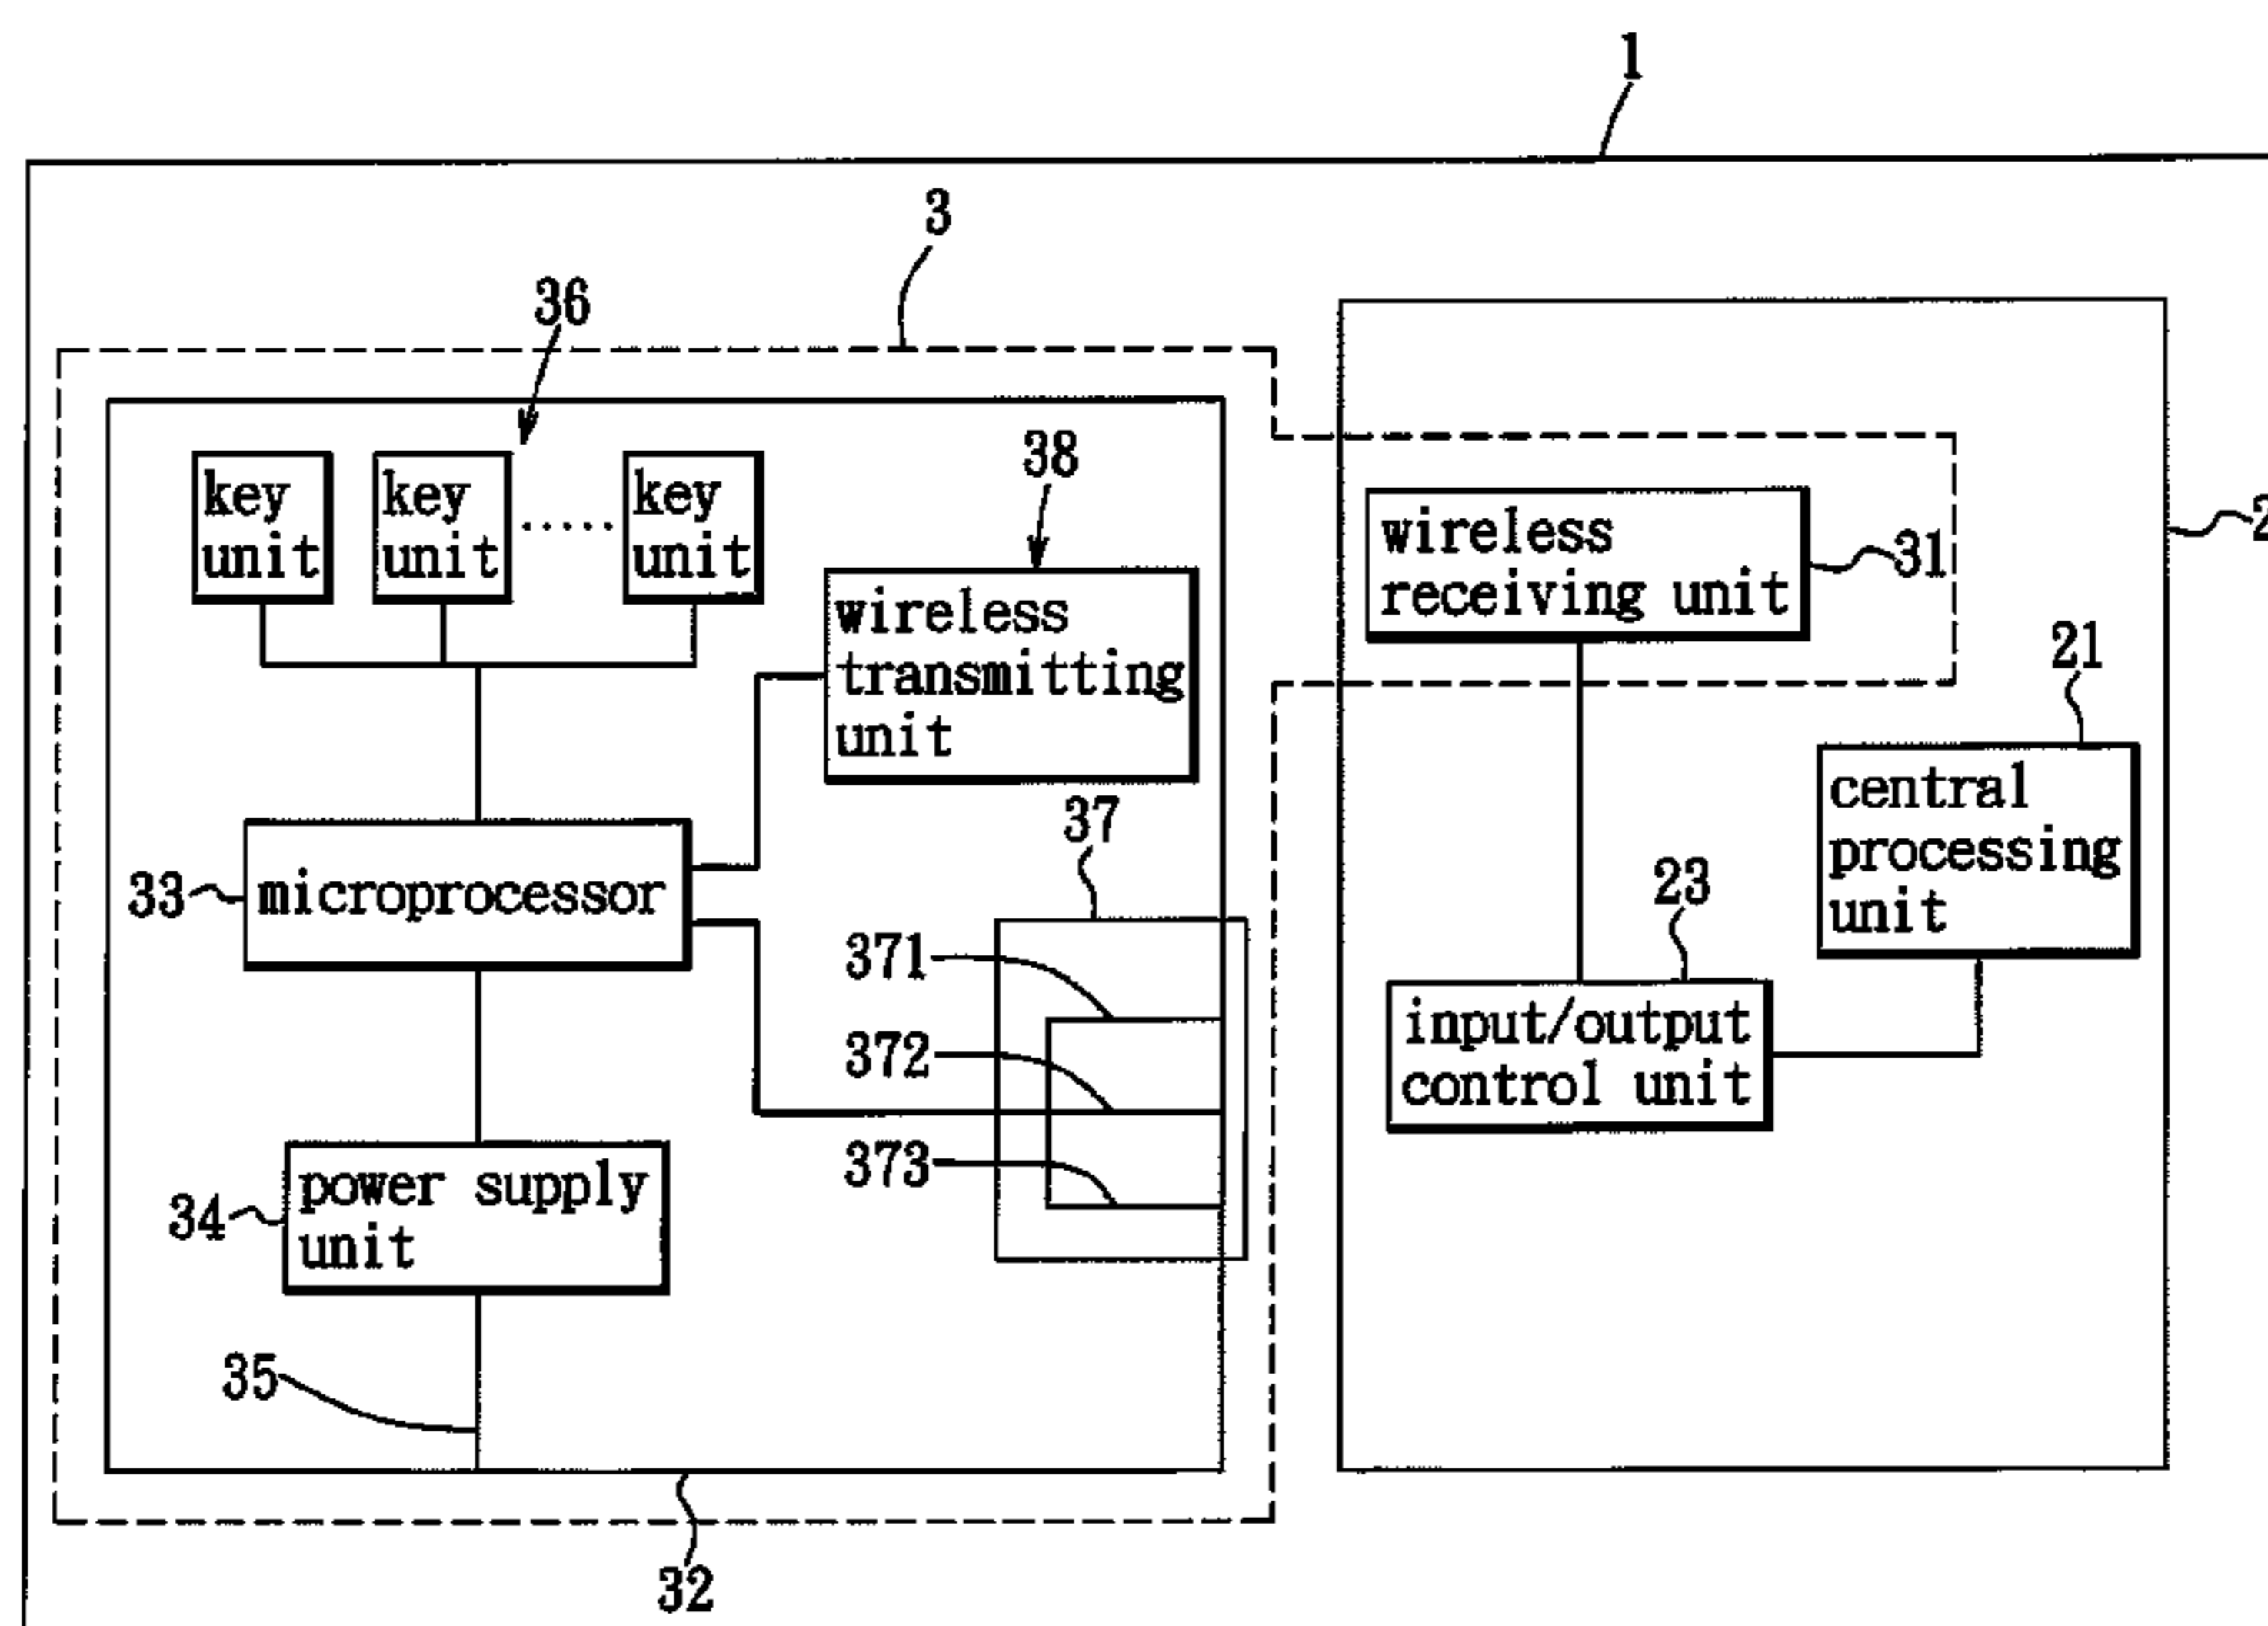 1
3
36
38
key
unit
key
unit
.....
key
unit
wireless
transmitting
unit
wireless
receiving unit
31
2
21
central
processing
unit
37
33
microprocessor
23
371
372
373
input/output
control unit
34
power supply
unit
35
32